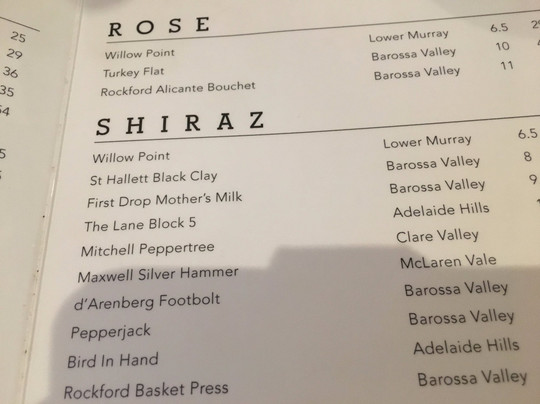 25
29
36
35
ROSE
Willow Point Lower Murray 6.5
Turkey Flat Barossa Valley 10
Rockford Alicante Bouchet Barossa Valley 11
SHIRAZ
Willow Point Lower Murray 6.5
St Hallett Black Clay Barossa Valley 8
First Drop Mother's Milk Barossa Valley 9
The Lane Block 5 Adelaide Hills
Mitchell Peppertree Clare Valley
Maxwell Silver Hammer McLaren Vale
d'Arenberg Footbolt Barossa Valley
Pepperjack Barossa Valley
Bird In Hand Adelaide Hills
Rockford Basket Press Barossa Valley